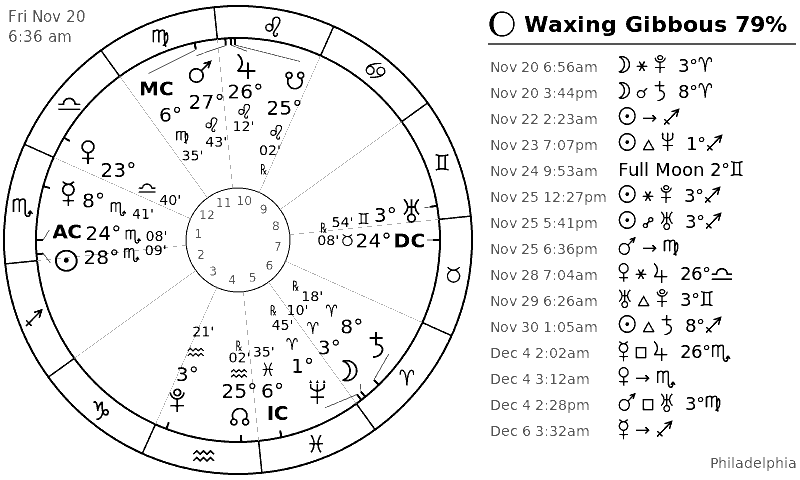 Fri Nov 20
6:36 am
♍ ♌ ♋ ♊ ♉ ♈ ♓ ♒ ♑ ♐ ♏ ♎
MC 6° ♍ 35'
♂ 27° ♌ 43'
♃ 26° ♌ 12'
☋ 25° ♌ 02' ℞
♀ 23° ♎ 40'
☿ 8° ♏ 41'
AC 24° ♏ 08'
☉ 28° ♏ 09'
℞ 54' ♊ 3° ♅
08' ♉ 24° DC
♇ 3° ♒ 21'
☊ 25° ♒ 02' ℞
IC 6° ♓ 35'
♆ 1° ♈ 45' ℞
☽ 3° ♈ 10'
♄ 8° ♈ 18' ℞
1 2 3 4 5 6 7 8 9 10 11 12
Waxing Gibbous 79%
Nov 20 6:56am ☽ ⚹ ♇ 3°♈
Nov 20 3:44pm ☽ ☌ ♄ 8°♈
Nov 22 2:23am ☉ → ♐
Nov 23 7:07pm ☉ △ ♆ 1°♐
Nov 24 9:53am Full Moon 2°♊
Nov 25 12:27pm ☉ ⚹ ♇ 3°♐
Nov 25 5:41pm ☉ ☍ ♅ 3°♐
Nov 25 6:36pm ♂ → ♍
Nov 28 7:04am ♀ ⚹ ♃ 26°♎
Nov 29 6:26am ♅ △ ♇ 3°♊
Nov 30 1:05am ☉ △ ♄ 8°♐
Dec 4 2:02am ☿ □ ♃ 26°♏
Dec 4 3:12am ♀ → ♏
Dec 4 2:28pm ♂ □ ♅ 3°♍
Dec 6 3:32am ☿ → ♐
Philadelphia